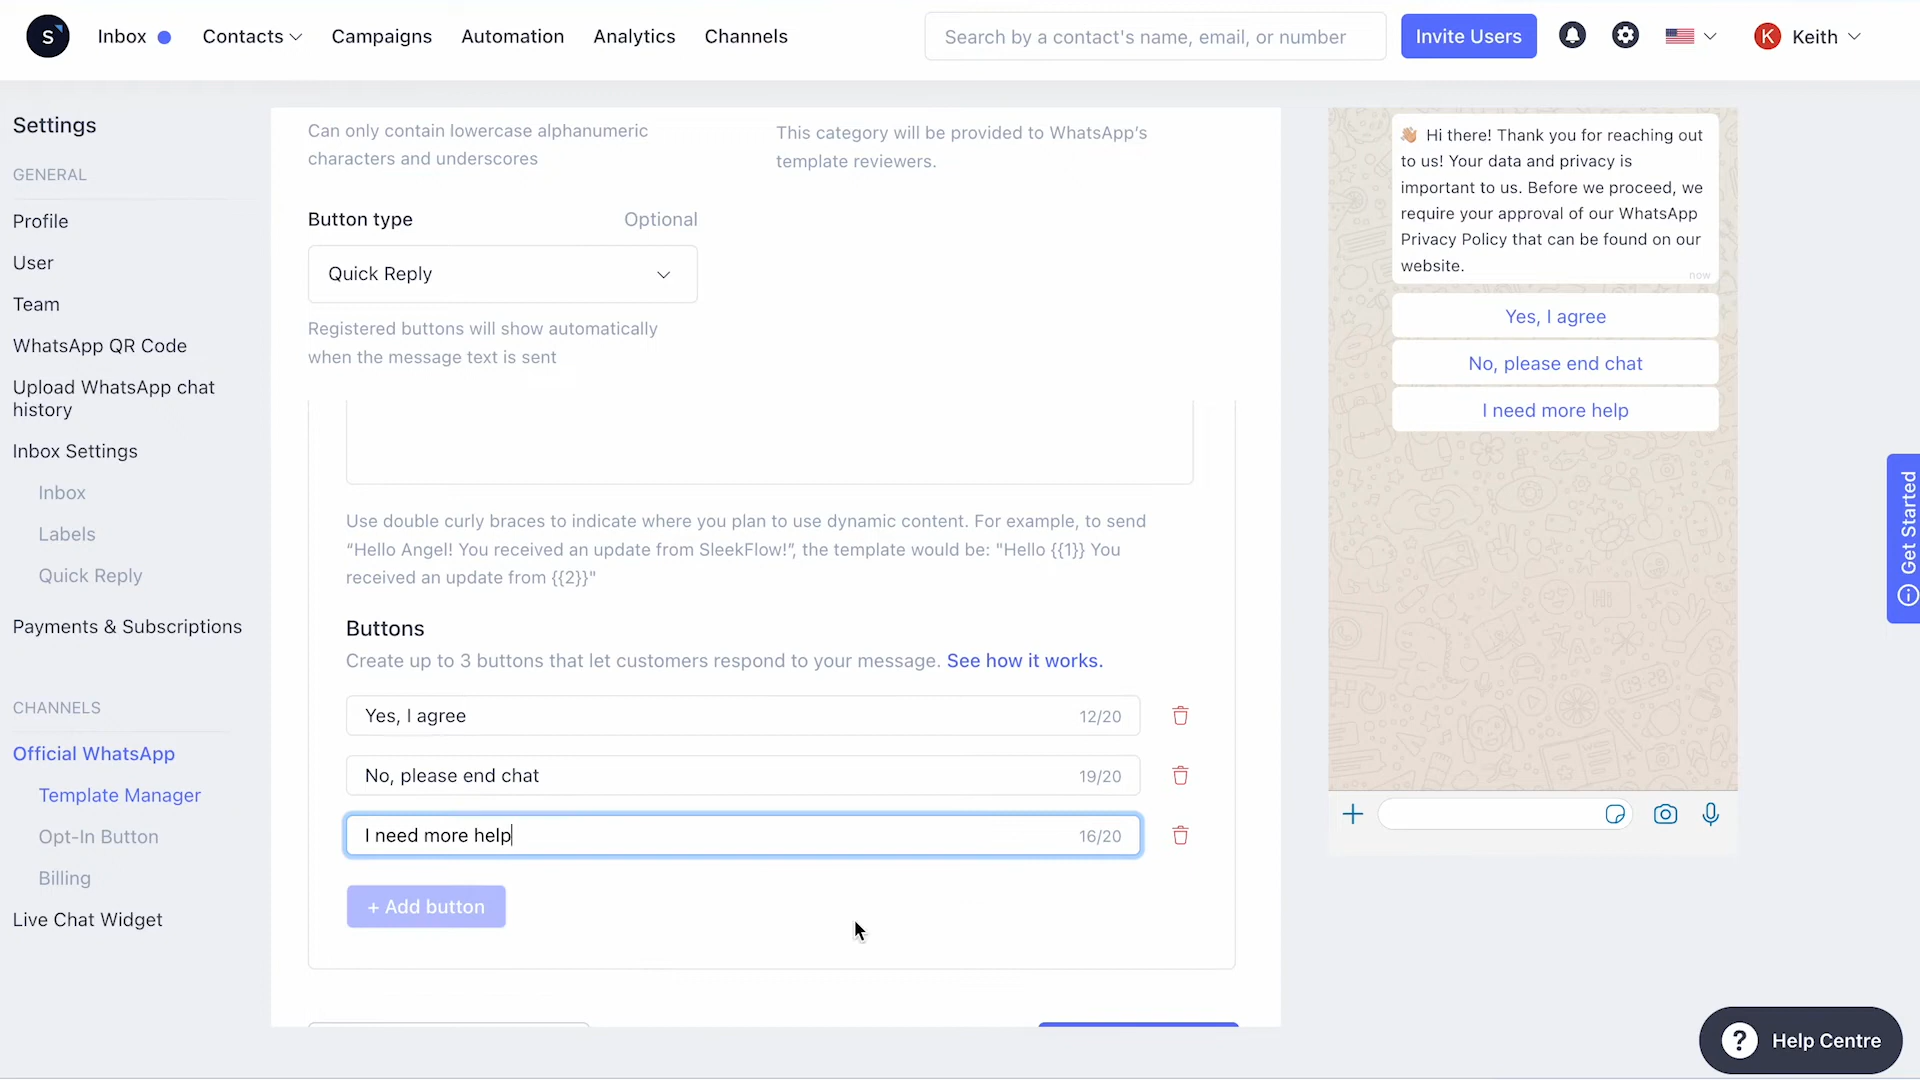 S
Inbox
Contacts
Campaigns
Automation
Analytics
Channels
Search by a contact's name, email, or number
Invite Users
K
Keith
Settings
GENERAL
Profile
User
Team
WhatsApp QR Code
Upload WhatsApp chat
history
Inbox Settings
Inbox
Labels
Quick Reply
Payments & Subscriptions
CHANNELS
Official WhatsApp
Template Manager
Opt-In Button
Billing
Live Chat Widget
Can only contain lowercase alphanumeric
characters and underscores
This category will be provided to WhatsApp's
template reviewers.
Button type
Optional
Quick Reply
Registered buttons will show automatically
when the message text is sent
Use double curly braces to indicate where you plan to use dynamic content. For example, to send
“Hello Angel! You received an update from SleekFlow!”, the template would be: "Hello {{1}} You
received an update from {{2}}"
Buttons
Create up to 3 buttons that let customers respond to your message. See how it works.
Yes, I agree
12/20
No, please end chat
19/20
I need more help
16/20
+ Add button
👋🏼 Hi there! Thank you for reaching out
to us! Your data and privacy is
important to us. Before we proceed, we
require your approval of our WhatsApp
Privacy Policy that can be found on our
website.
now
Yes, I agree
No, please end chat
I need more help
Get Started
? Help Centre